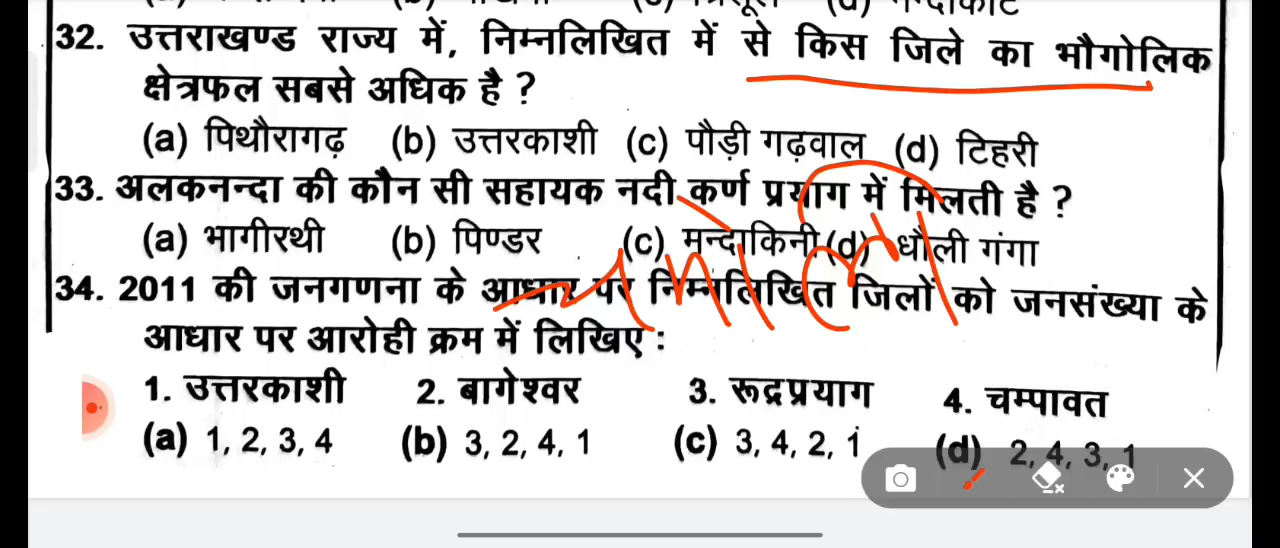 32. उत्तराखण्ड राज्य में, निम्नलिखित में से किस जिले का भौगोलिक
क्षेत्रफल सबसे अधिक है ?
(a) पिथौरागढ़ (b) उत्तरकाशी (c) पौड़ी गढ़वाल (d) टिहरी
33. अलकनन्दा की कौन सी सहायक नदी कर्ण प्रयाग में मिलती है ?
(a) भागीरथी (b) पिण्डर (c) मन्दाकिनी (d) धौली गंगा
34. 2011 की जनगणना के आधार पर निम्नलिखित जिलों को जनसंख्या के
आधार पर आरोही क्रम में लिखिए :
1. उत्तरकाशी 2. बागेश्वर 3. रूद्रप्रयाग 4. चम्पावत
(a) 1, 2, 3, 4 (b) 3, 2, 4, 1 (c) 3, 4, 2, 1 (d) 2, 4, 3, 1